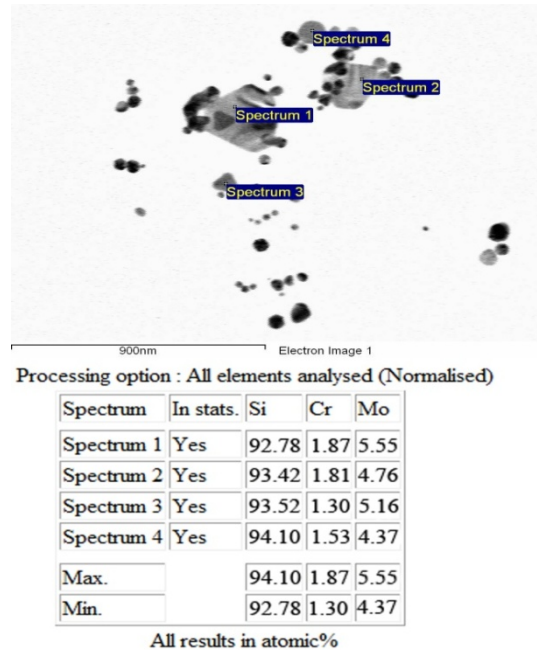 Spectrum 4
Spectrum 2
Spectrum 1
Spectrum 3
900nm Electron Image 1
Processing option : All elements analysed (Normalised)
Spectrum In stats. Si Cr Mo
Spectrum 1 Yes 92.78 1.87 5.55
Spectrum 2 Yes 93.42 1.81 4.76
Spectrum 3 Yes 93.52 1.30 5.16
Spectrum 4 Yes 94.10 1.53 4.37
Max. 94.10 1.87 5.55
Min. 92.78 1.30 4.37
All results in atomic%